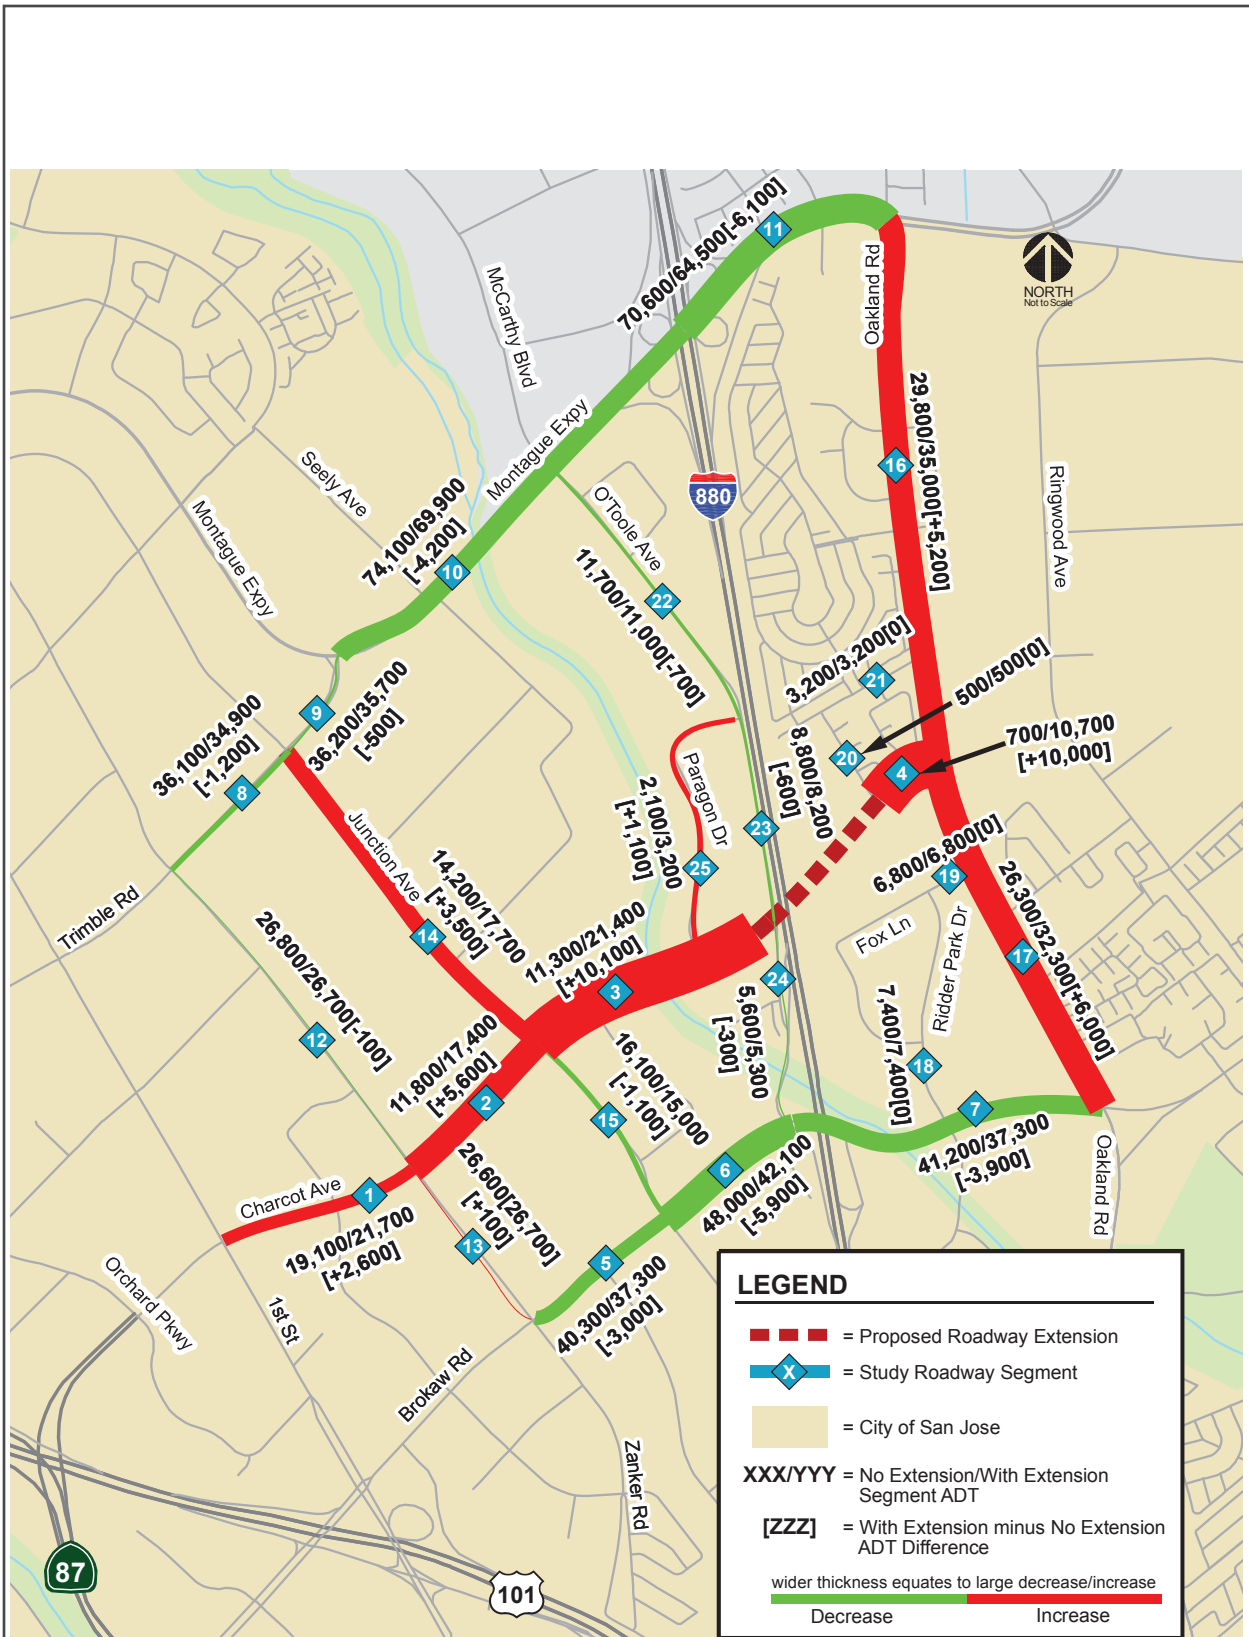 11
70,600/64,500[-6,100]
NORTH
Not to Scale
Oakland Rd
McCarthy Blvd
29,800/35,000[+5,200]
16
Montague Expy
Seely Ave
880
O'Toole Ave
Ringwood Ave
Montague Expy
74,100/69,900
[-4,200]
10
11,700/11,000[-700]
22
3,200/3,200[0]
21
500/500[0]
20
700/10,700
[+10,000]
4
9
36,200/35,700
[-500]
36,100/34,900
[-1,200]
8
Paragon Dr
8,800/8,200
[-600]
23
2,100/3,200
[+1,100]
25
Junction Ave
14,200/17,700
[+3,500]
14
6,800/6,800[0]
19
26,300/32,300[+6,000]
17
Trimble Rd
26,800/26,700[-100]
12
11,300/21,400
[+10,100]
3
Fox Ln
Ridder Park Dr
24
5,600/5,300
[-300]
7,400/7,400[0]
18
11,800/17,400
[+5,600]
2
16,100/15,000
[-1,100]
15
7
41,200/37,300
[-3,900]
6
48,000/42,100
[-5,900]
Oakland Rd
Charcot Ave
1
19,100/21,700
[+2,600]
26,600[26,700]
[+100]
13
5
40,300/37,300
[-3,000]
Orchard Pkwy
1st St
Brokaw Rd
Zanker Rd
87
101
LEGEND
= Proposed Roadway Extension
X = Study Roadway Segment
= City of San Jose
XXX/YYY = No Extension/With Extension
Segment ADT
[ZZZ] = With Extension minus No Extension
ADT Difference
wider thickness equates to large decrease/increase
Decrease Increase